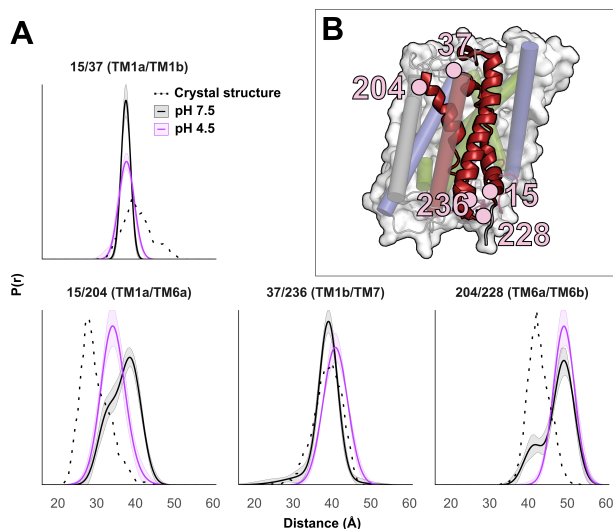 A
B
15/37 (TM1a/TM1b)
Crystal structure
pH 7.5
pH 4.5
37
204
236
15
228
P(r)
15/204 (TM1a/TM6a)
37/236 (TM1b/TM7)
204/228 (TM6a/TM6b)
20 30 40 50 60
20 30 40 50 60
20 30 40 50 60
Distance (Å)